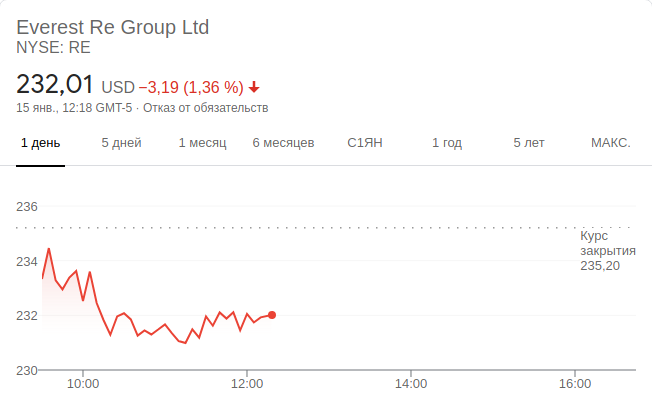 Everest Re Group Ltd
NYSE: RE
232,01 USD −3,19 (1,36 %)
15 янв., 12:18 GMT-5 · Отказ от обязательств
1 день 5 дней 1 месяц 6 месяцев С1ЯН 1 год 5 лет МАКС.
236
Курс
закрытия
235,20
234
232
230
10:00 12:00 14:00 16:00